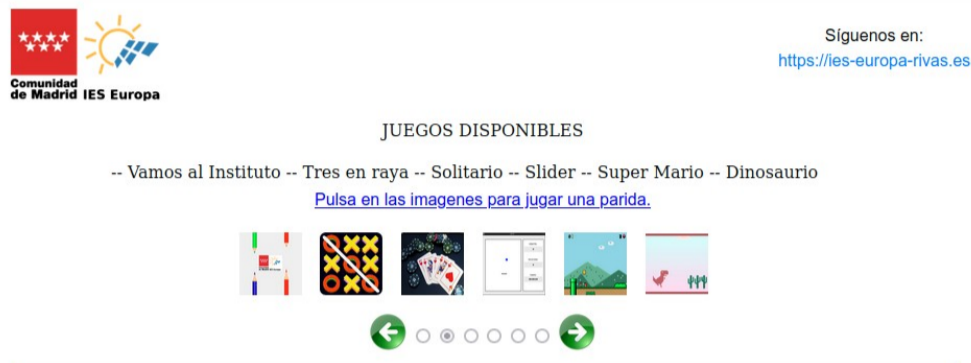 Comunidad
de Madrid IES Europa
Síguenos en:
https://ies-europa-rivas.es
JUEGOS DISPONIBLES
-- Vamos al Instituto -- Tres en raya -- Solitario -- Slider -- Super Mario -- Dinosaurio
Pulsa en las imagenes para jugar una parida.